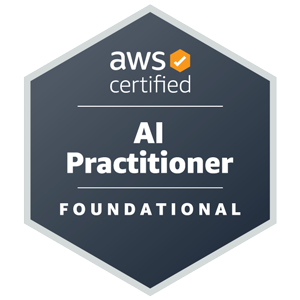 aws
certified
AI
Practitioner
FOUNDATIONAL